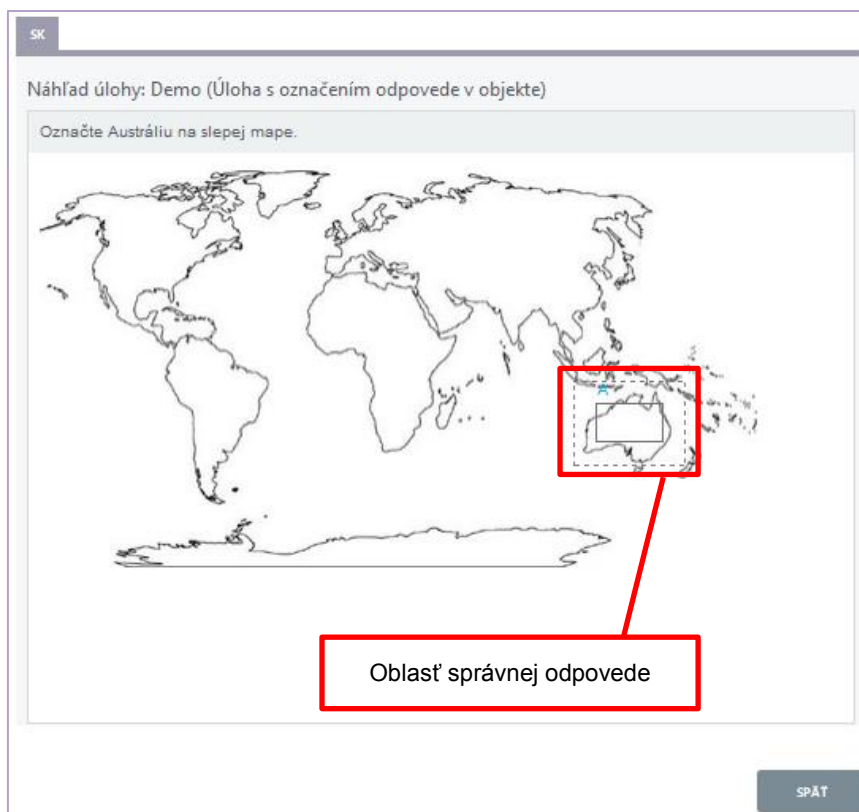 SK
Náhľad úlohy: Demo (Úloha s označením odpovede v objekte)
Označte Austráliu na slepej mape.
A
Oblasť správnej odpovede
SPÄŤ